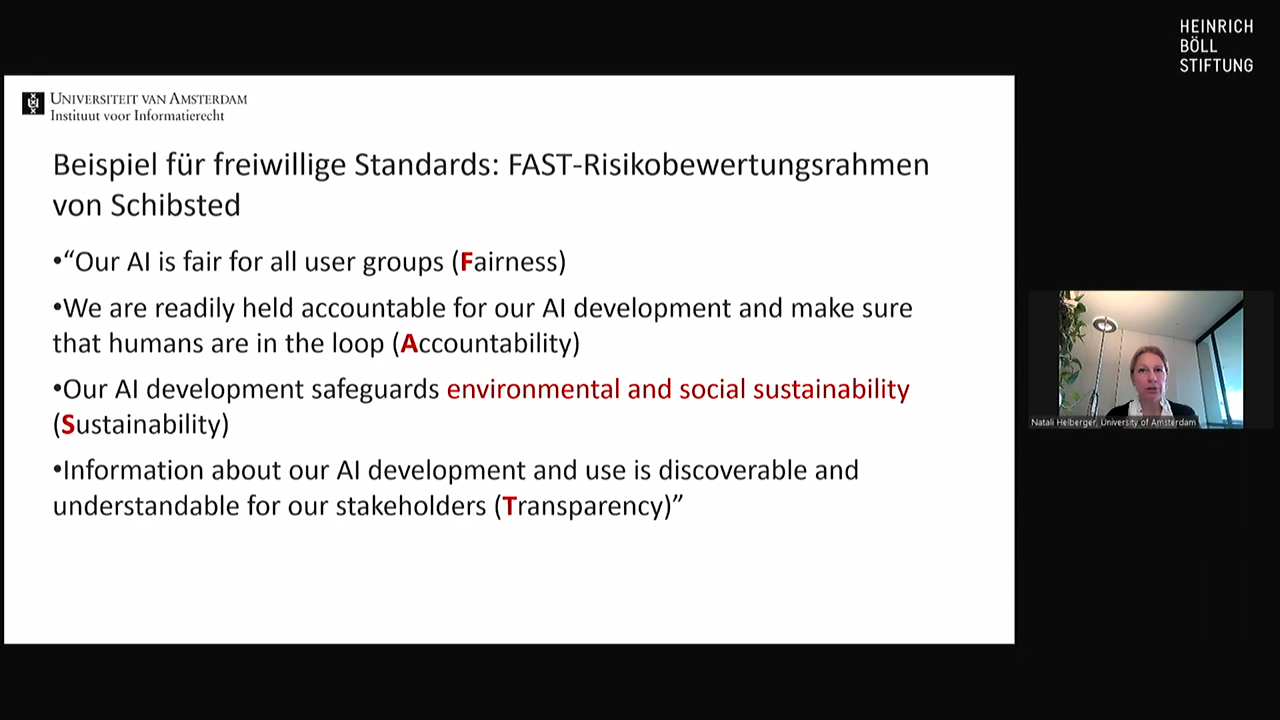 HEINRICH
BÖLL
STIFTUNG
UNIVERSITEIT VAN AMSTERDAM
Instituut voor Informatierecht
Beispiel für freiwillige Standards: FAST-Risikobewertungsrahmen
von Schibsted
•“Our AI is fair for all user groups (Fairness)
•We are readily held accountable for our AI development and make sure
that humans are in the loop (Accountability)
•Our AI development safeguards environmental and social sustainability
(Sustainability)
•Information about our AI development and use is discoverable and
understandable for our stakeholders (Transparency)”
Natali Helberger, University of Amsterdam